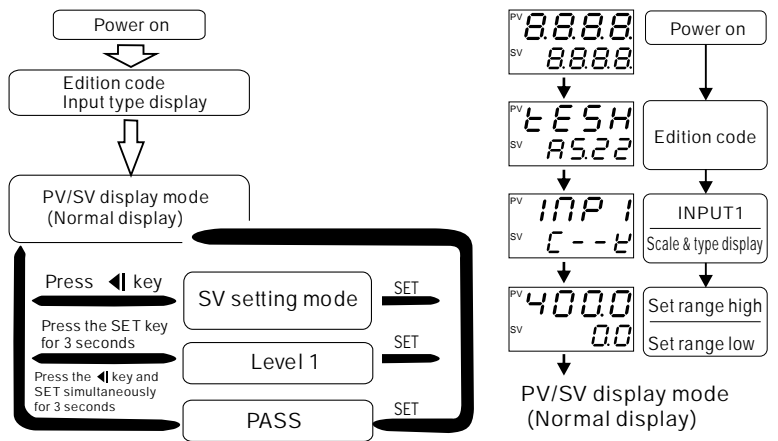 Power on
Edition code
Input type display
PV/SV display mode
(Normal display)
Press key
SV setting mode
SET
Press the SET key
for 3 seconds
Level 1
SET
Press the key and
SET simultaneously
for 3 seconds
PASS
SET
PV 8.8.8.8.
SV 8.8.8.8.
Power on
PV tESH
SV AS.22
Edition code
PV INP1
SV C--K
INPUT1
Scale & type display
PV 400.0
SV 0.0
Set range high
Set range low
PV/SV display mode
(Normal display)